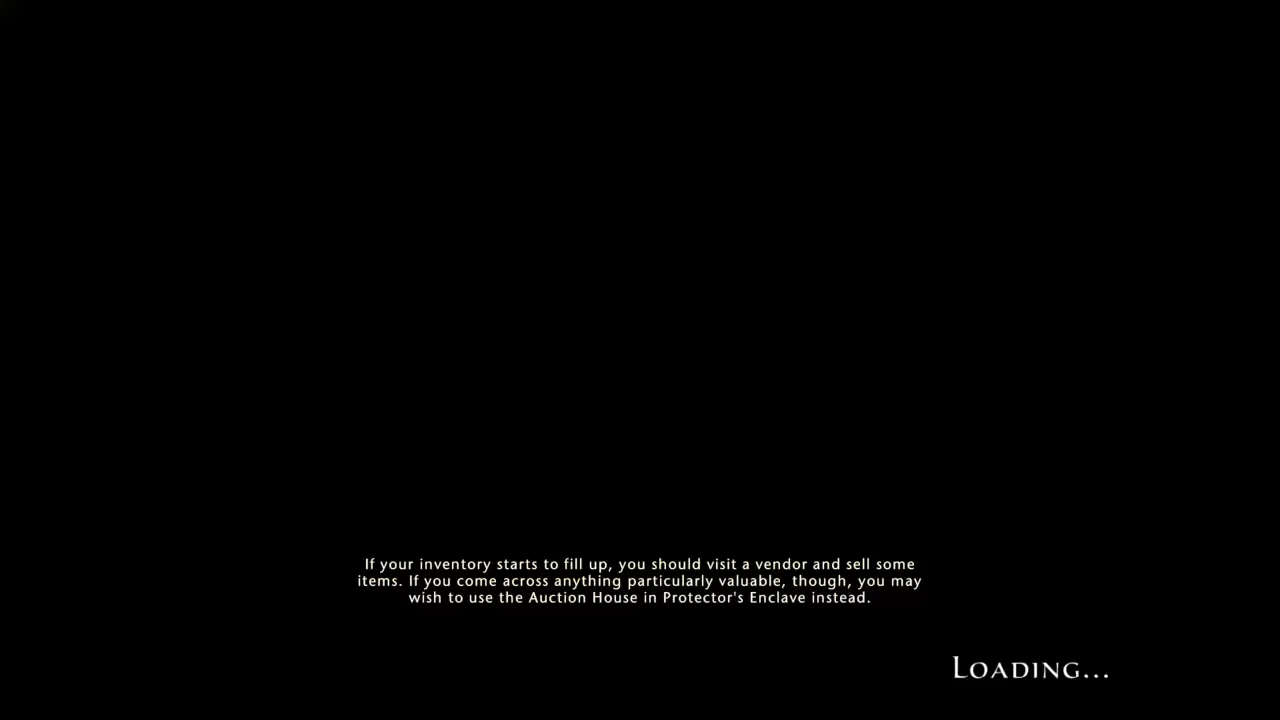 If your inventory starts to fill up, you should visit a vendor and sell some
items. If you come across anything particularly valuable, though, you may
wish to use the Auction House in Protector's Enclave instead.
Loading...